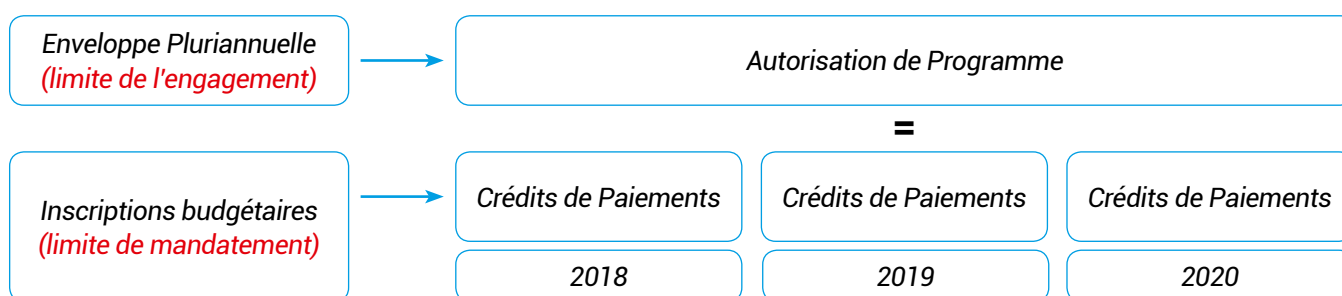 Enveloppe Pluriannuelle
(limite de l'engagement)
Autorisation de Programme
=
Inscriptions budgétaires
(limite de mandatement)
Crédits de Paiements
Crédits de Paiements
Crédits de Paiements
2018
2019
2020